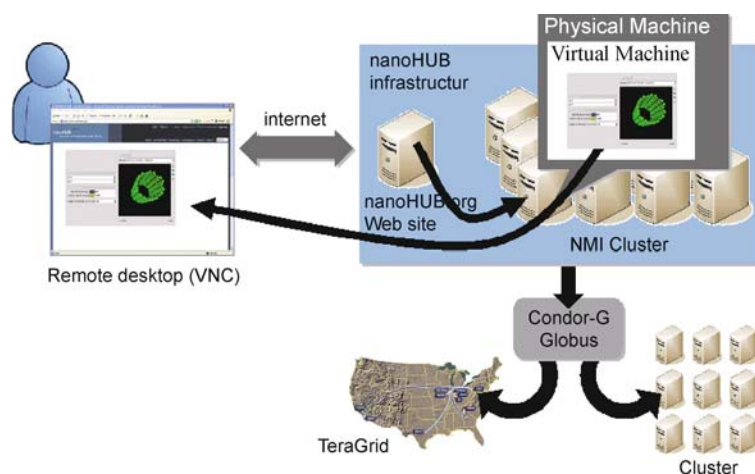 Physical Machine
Virtual Machine
nanoHUB
infrastructur
internet
nanoHUB.org
Web site
NMI Cluster
Remote desktop (VNC)
Condor-G
Globus
TeraGrid
Cluster